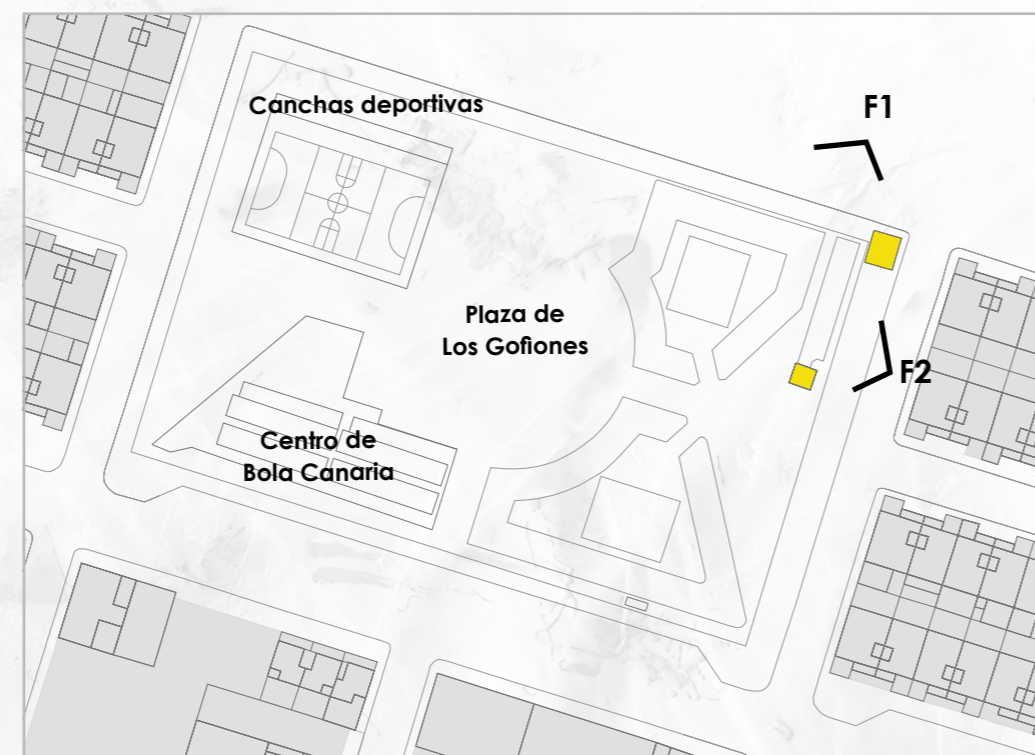 Canchas deportivas
F1
Plaza de
Los Gofiones
F2
Centro de
Bola Canaria